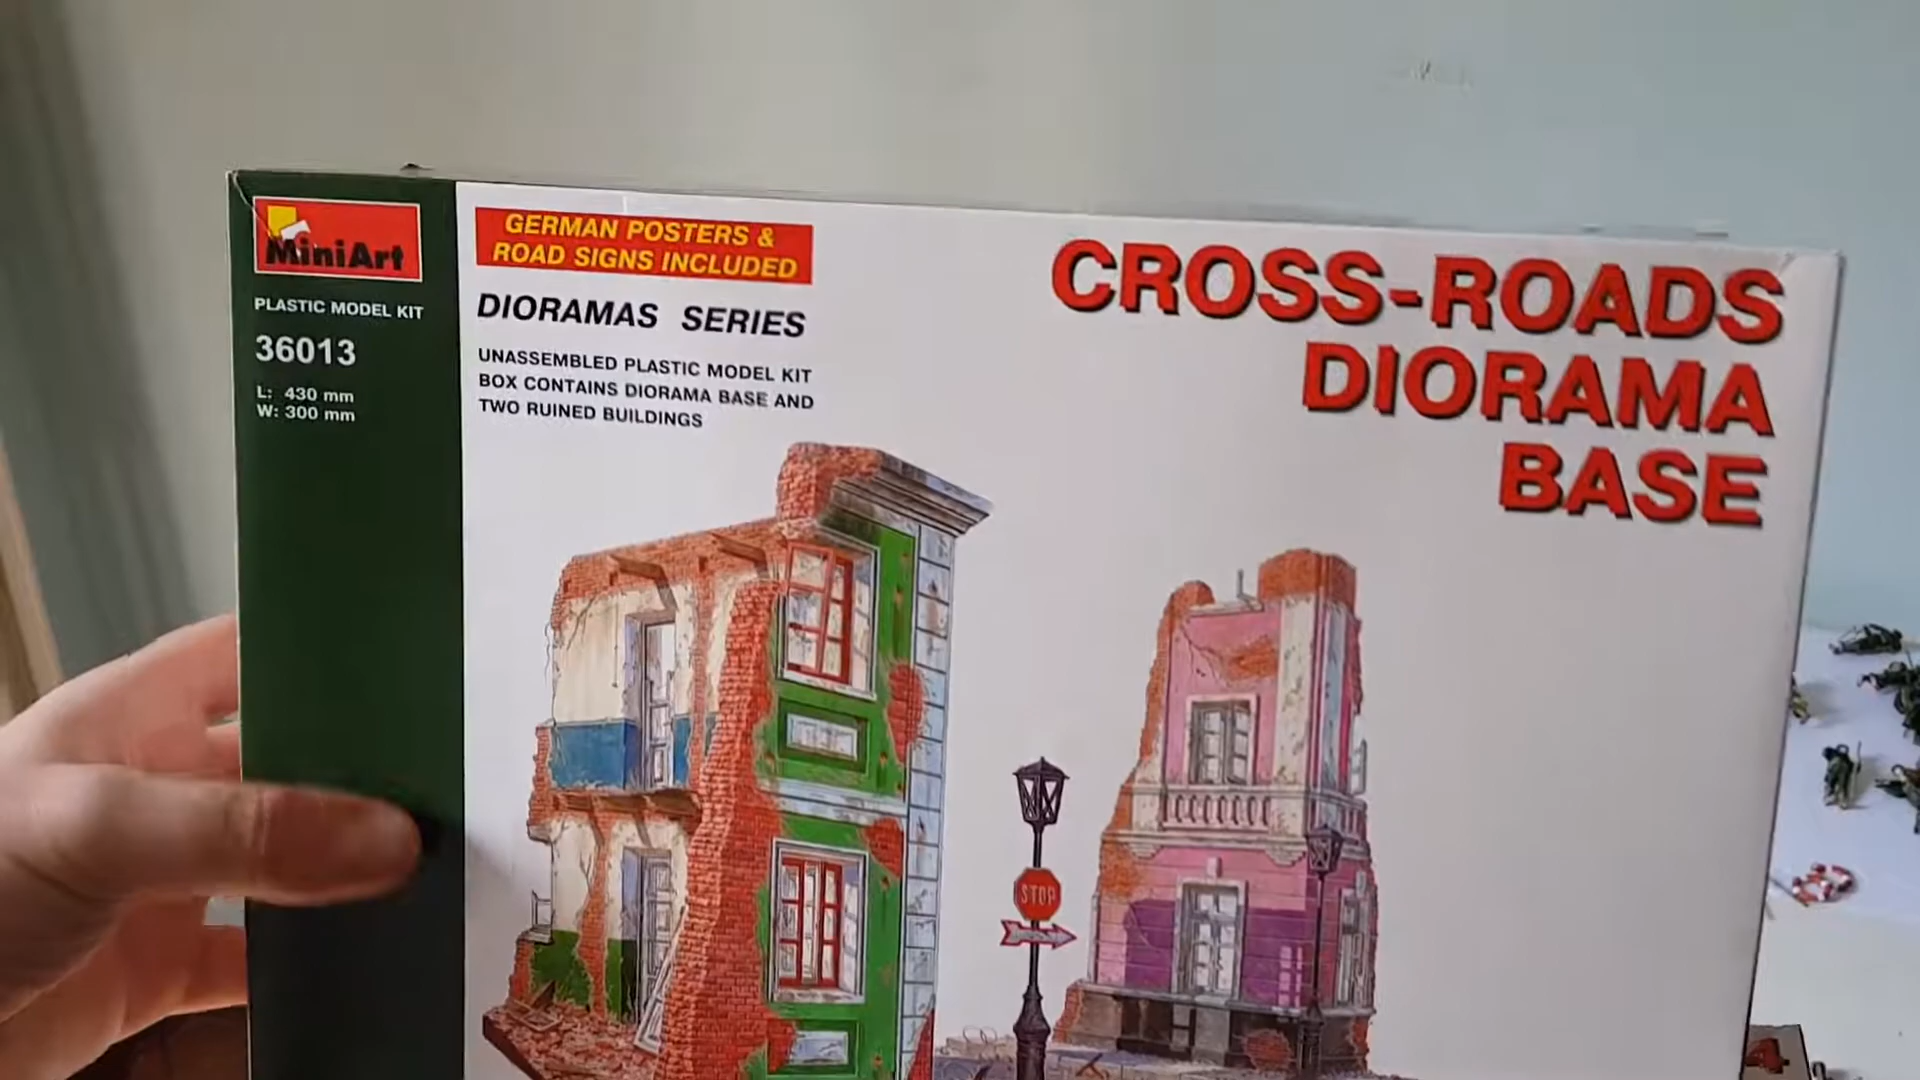 MiniArt
PLASTIC MODEL KIT
36013
L: 430 mm
W: 300 mm
GERMAN POSTERS &
ROAD SIGNS INCLUDED
DIORAMAS SERIES
UNASSEMBLED PLASTIC MODEL KIT
BOX CONTAINS DIORAMA BASE AND
TWO RUINED BUILDINGS
CROSS-ROADS
DIORAMA
BASE
STOP